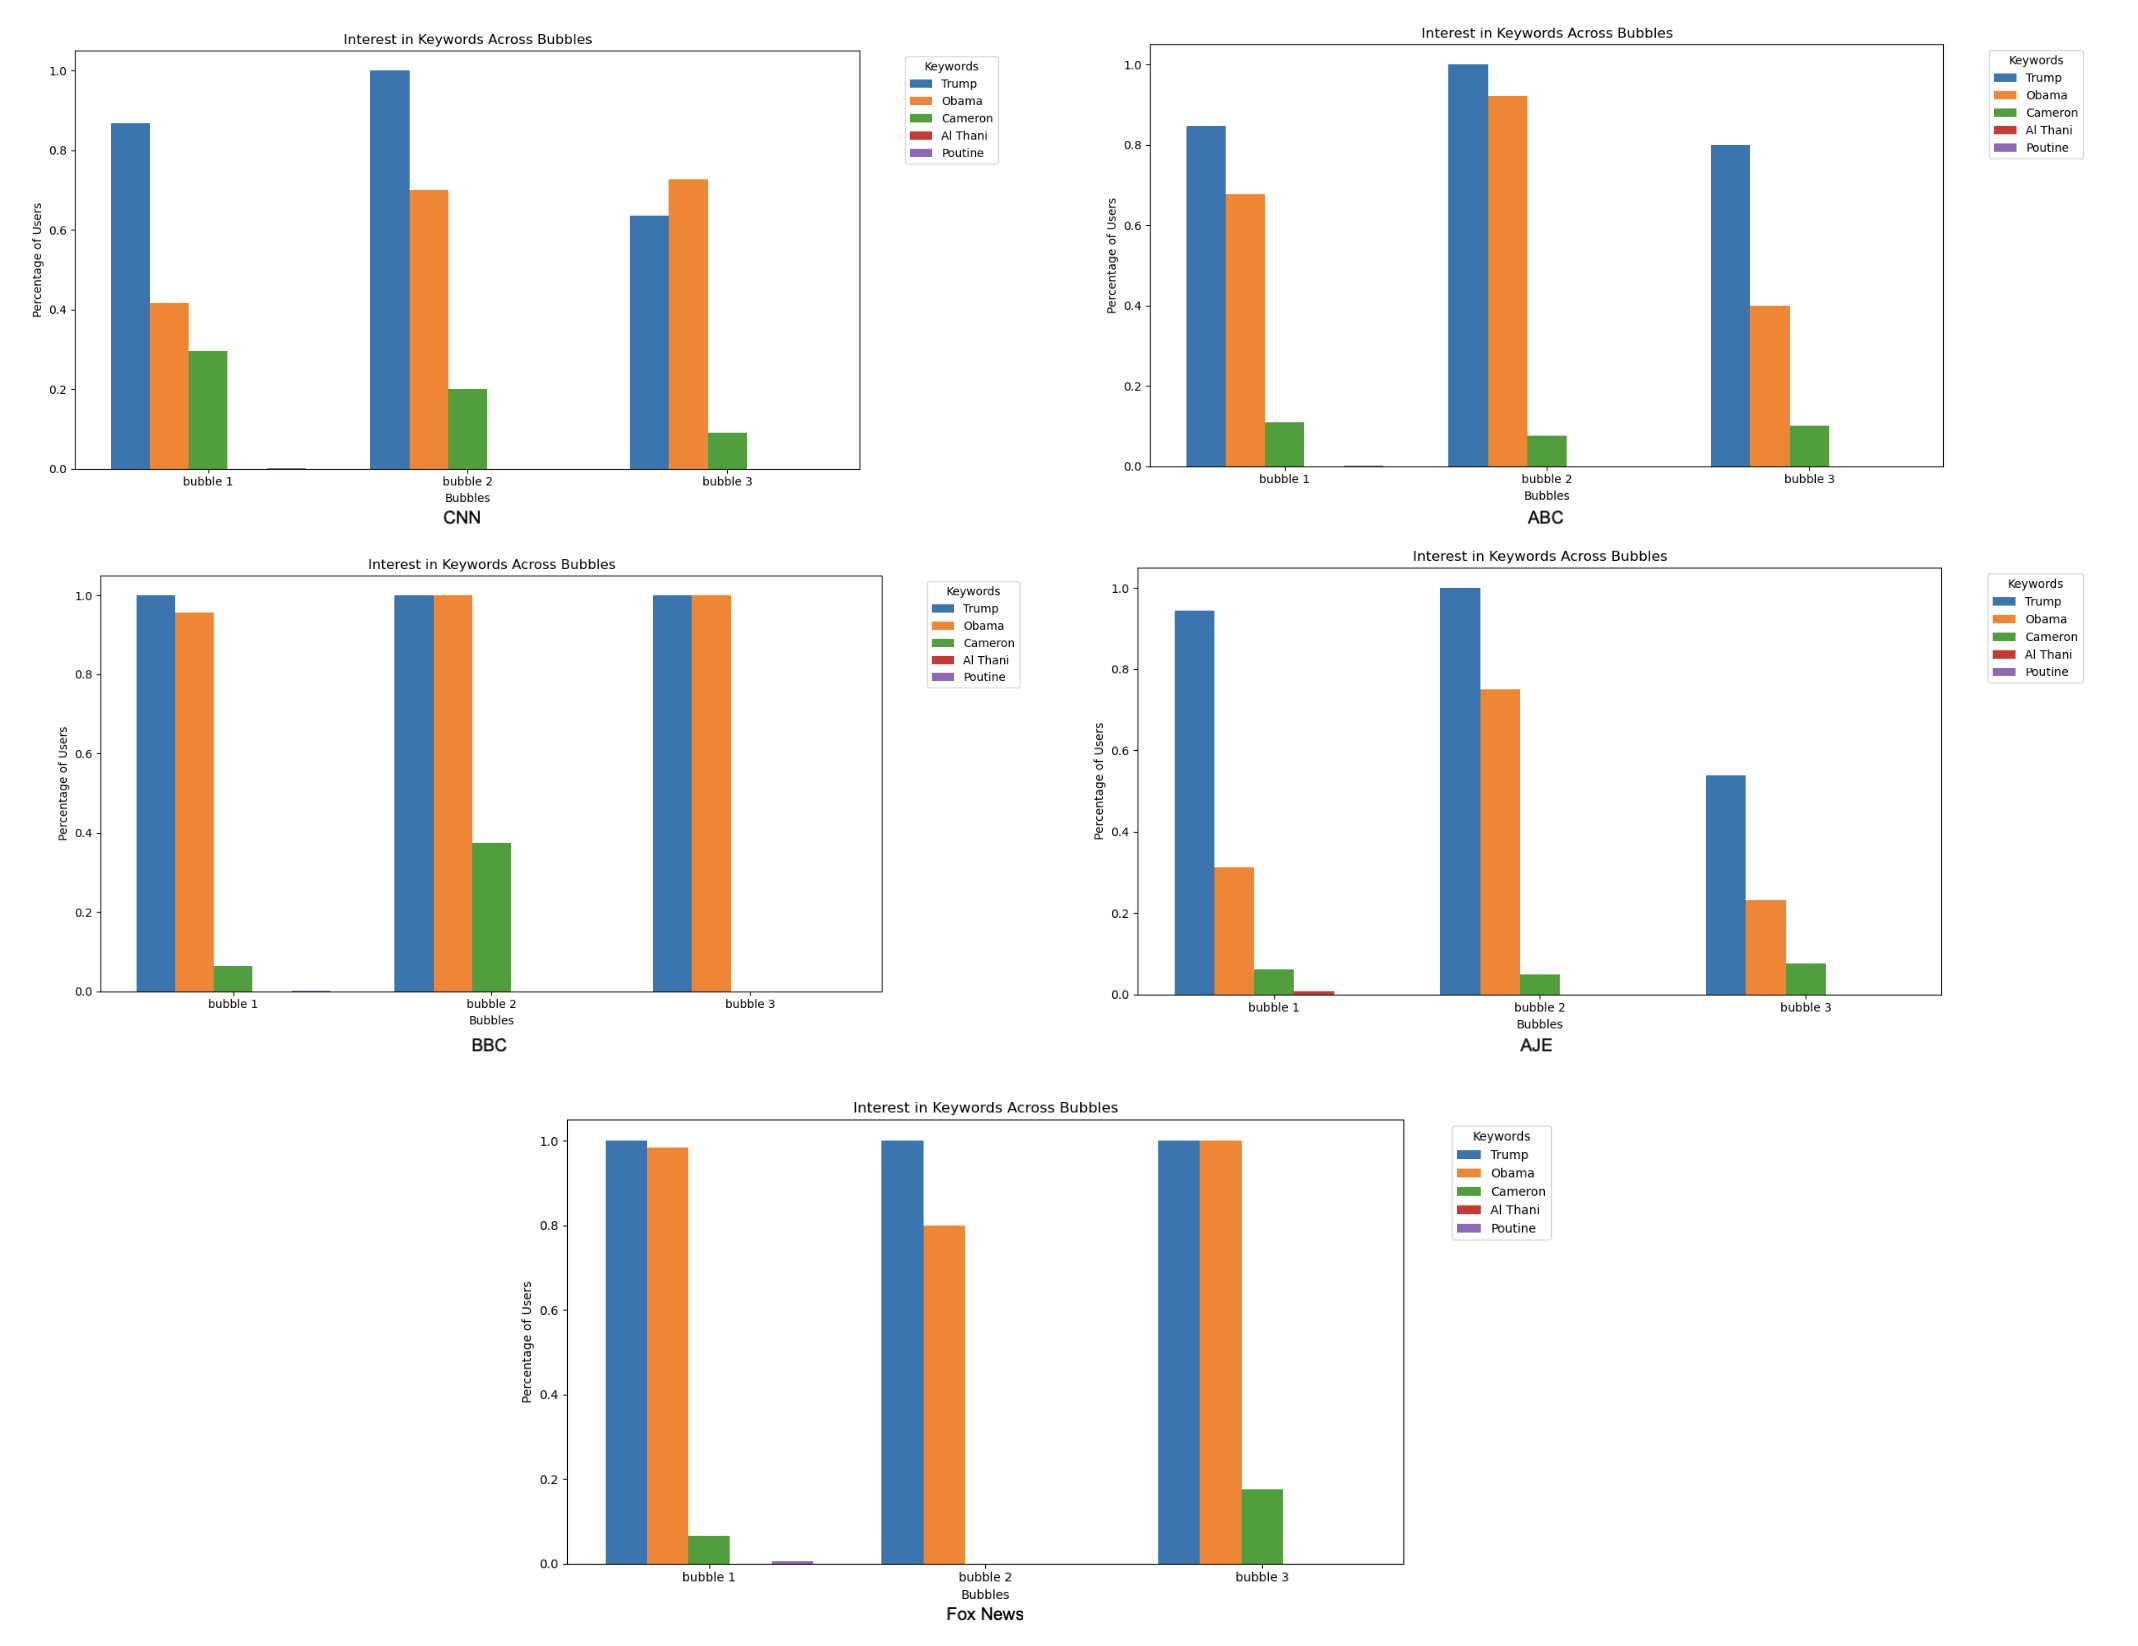 Interest in Keywords Across Bubbles
Percentage of Users
1.0
0.8
0.6
0.4
0.2
0.0
bubble 1 bubble 2 bubble 3
Bubbles
CNN
Keywords
Trump
Obama
Cameron
Al Thani
Poutine
Interest in Keywords Across Bubbles
Percentage of Users
1.0
0.8
0.6
0.4
0.2
0.0
bubble 1 bubble 2 bubble 3
Bubbles
ABC
Keywords
Trump
Obama
Cameron
Al Thani
Poutine
Interest in Keywords Across Bubbles
Percentage of Users
1.0
0.8
0.6
0.4
0.2
0.0
bubble 1 bubble 2 bubble 3
Bubbles
BBC
Keywords
Trump
Obama
Cameron
Al Thani
Poutine
Interest in Keywords Across Bubbles
Percentage of Users
1.0
0.8
0.6
0.4
0.2
0.0
bubble 1 bubble 2 bubble 3
Bubbles
AJE
Keywords
Trump
Obama
Cameron
Al Thani
Poutine
Interest in Keywords Across Bubbles
Percentage of Users
1.0
0.8
0.6
0.4
0.2
0.0
bubble 1 bubble 2 bubble 3
Bubbles
Fox News
Keywords
Trump
Obama
Cameron
Al Thani
Poutine